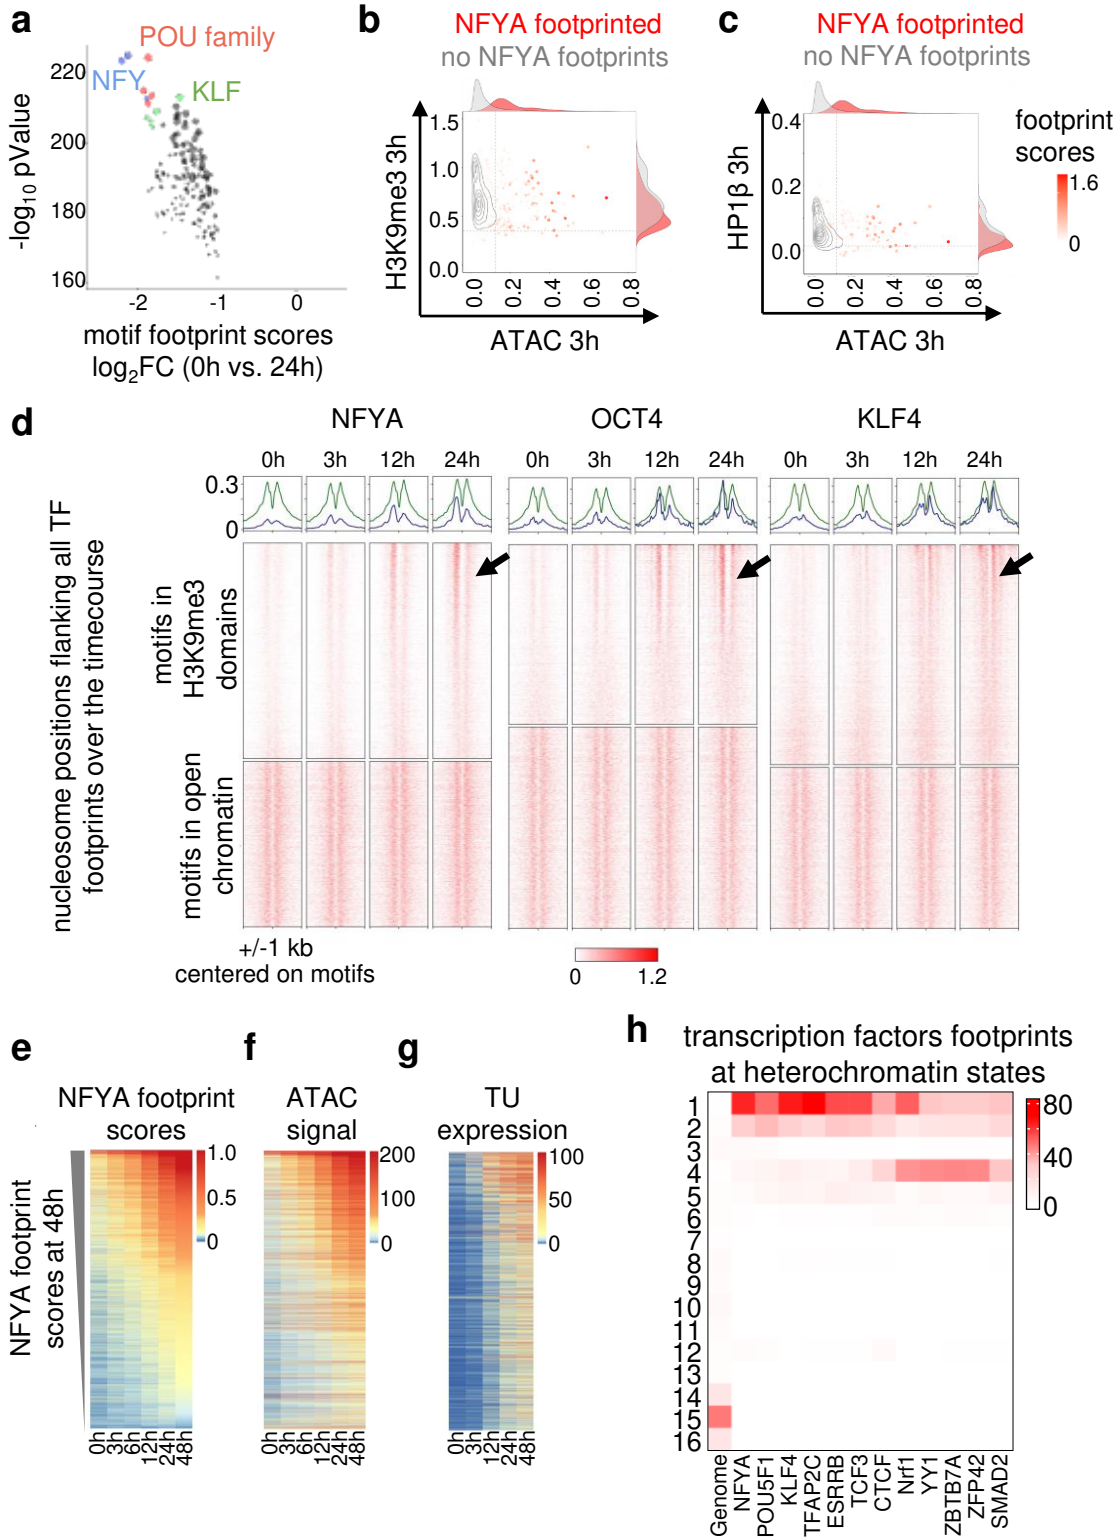 a
POU family
NFY
KLF
220
200
180
160
-log10 pValue
-2 -1 0
motif footprint scores
log2FC (0h vs. 24h)
b
NFYA footprinted
no NFYA footprints
1.5
1.0
0.5
0.0
H3K9me3 3h
0.0 0.2 0.4 0.6 0.8
ATAC 3h
c
NFYA footprinted
no NFYA footprints
0.4
0.2
0.0
HP1β 3h
0.0 0.2 0.4 0.6 0.8
ATAC 3h
footprint
scores
1.6
0
d
NFYA OCT4 KLF4
0h 3h 12h 24h 0h 3h 12h 24h 0h 3h 12h 24h
0.3
0
nucleosome positions flanking all TF
footprints over the timecourse
motifs in
H3K9me3
domains
motifs in open
chromatin
+/-1 kb
centered on motifs
0 1.2
e
NFYA footprint
scores
1.0
0.5
0
NFYA footprint
scores at 48h
0h 3h 6h 12h 24h 48h
f
ATAC
signal
200
100
0
0h 3h 6h 12h 24h 48h
g
TU
expression
100
50
0
0h 3h 12h 24h 48h
h
transcription factors footprints
at heterochromatin states
1
2
3
4
5
6
7
8
9
10
11
12
13
14
15
16
80
40
0
Genome
NFYA
POU5F1
KLF4
TFAP2C
ESRRB
TCF3
CTCF
Nrf1
YY1
ZBTB7A
ZFP42
SMAD2